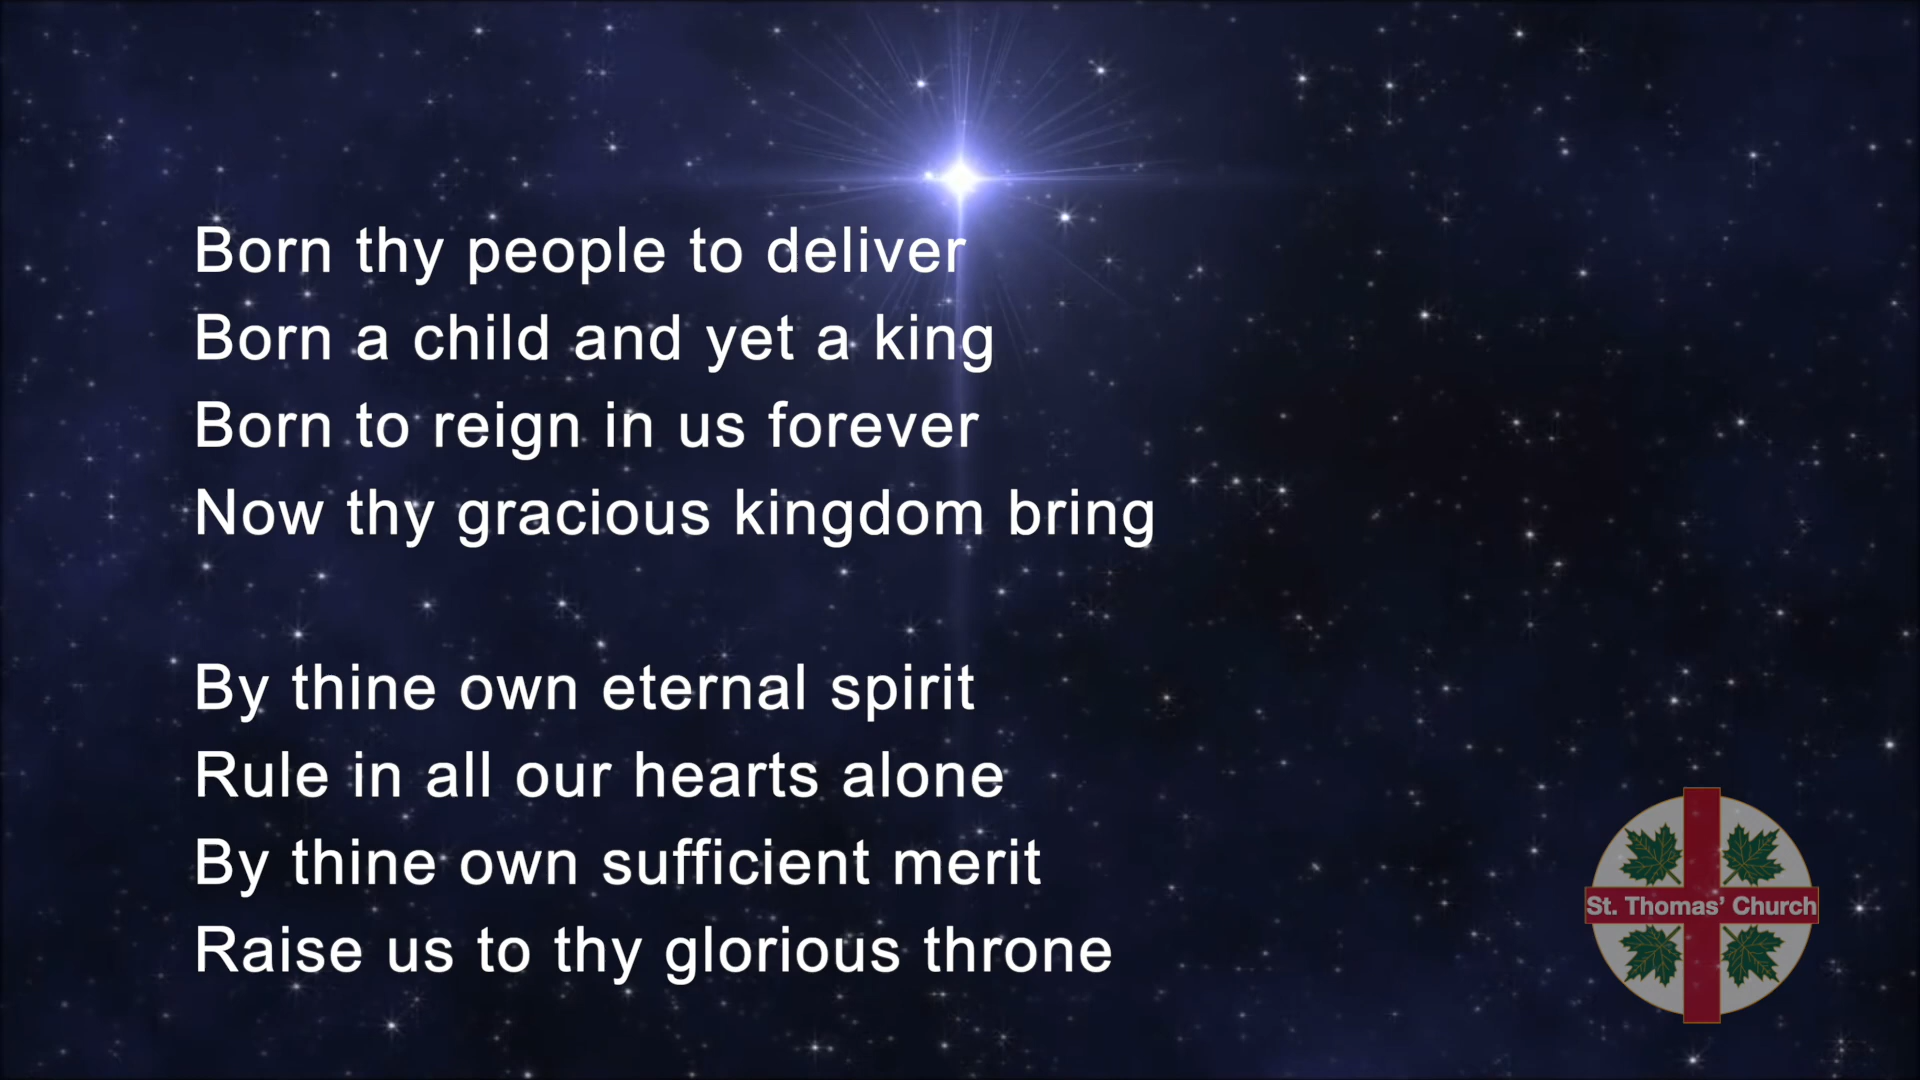 Born thy people to deliver
Born a child and yet a king
Born to reign in us forever
Now thy gracious kingdom bring
By thine own eternal spirit
Rule in all our hearts alone
By thine own sufficient merit
Raise us to thy glorious throne
St. Thomas’ Church